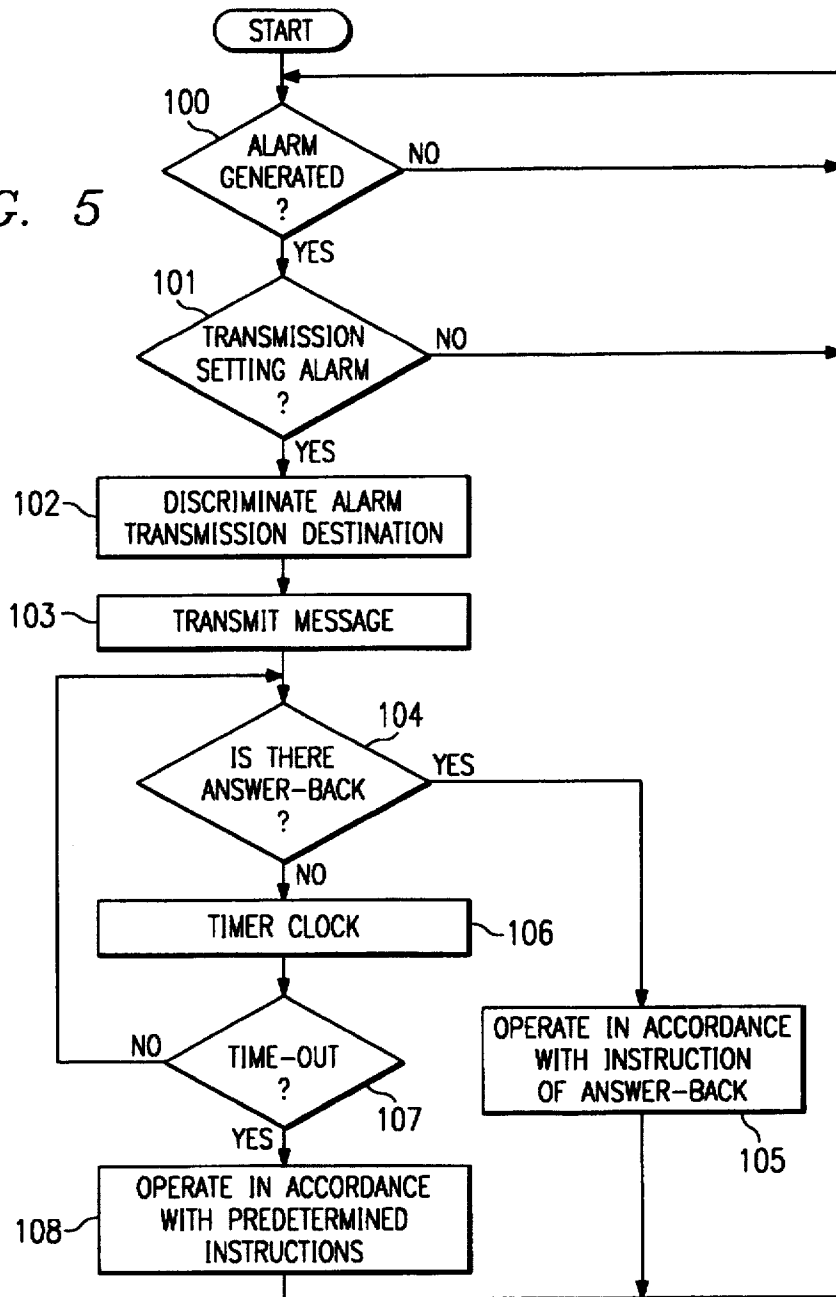 START
100
ALARM
GENERATED
?
NO
G. 5
YES
101
TRANSMISSION
SETTING ALARM
?
NO
YES
102
DISCRIMINATE ALARM
TRANSMISSION DESTINATION
103
TRANSMIT MESSAGE
104
IS THERE
ANSWER-BACK
?
YES
NO
TIMER CLOCK
106
NO
TIME-OUT
?
107
YES
OPERATE IN ACCORDANCE
WITH INSTRUCTION
OF ANSWER-BACK
105
108
OPERATE IN ACCORDANCE
WITH PREDETERMINED
INSTRUCTIONS